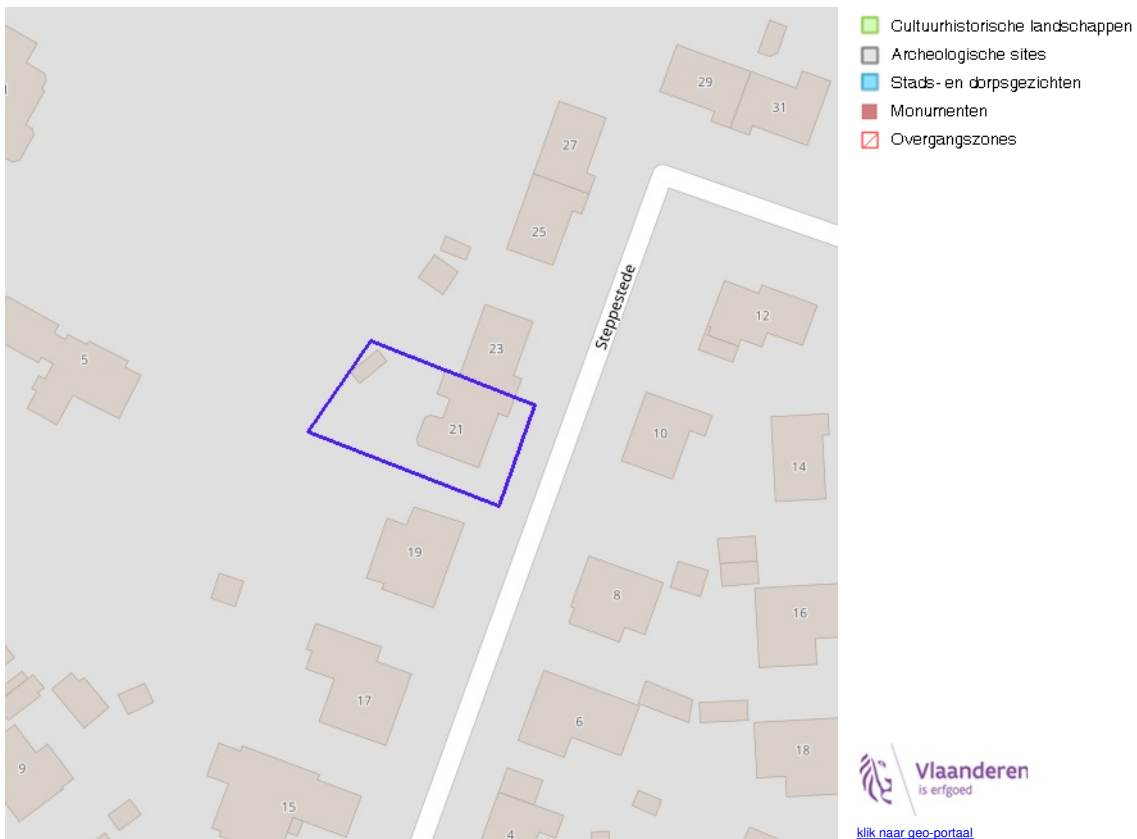 Cultuurhistorische landschappen
Archeologische sites
Stads- en dorpsgezichten
Monumenten
Overgangszones
29
31
27
25
Steppestede
12
23
5
21
10
14
19
8
16
17
6
18
9
15
4
Vlaanderen
is erfgoed
klik naar geo-portaal